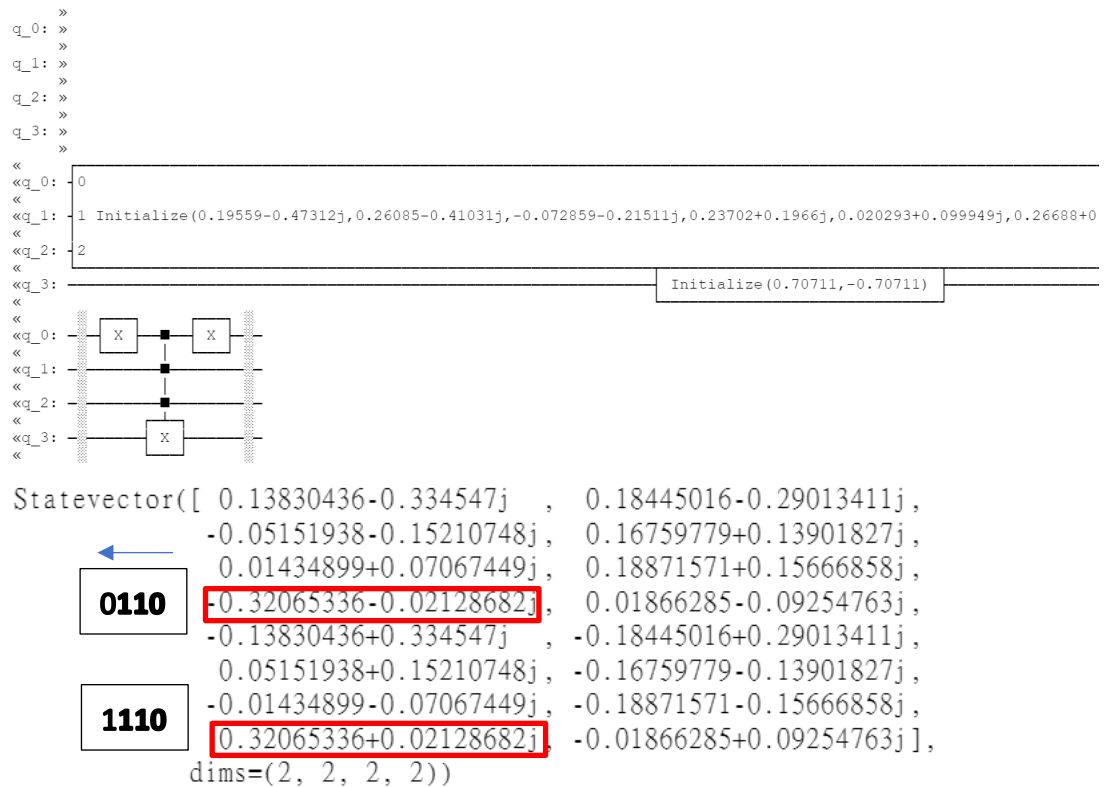 »
q_0: »
»
q_1: »
»
q_2: »
»
q_3: »
»
«
«q_0: 0
«
«q_1: 1 Initialize(0.19559-0.47312j,0.26085-0.41031j,-0.072859-0.21511j,0.23702+0.1966j,0.020293+0.099949j,0.26688+0
«
«q_2: 2
«
«q_3: Initialize(0.70711,-0.70711)
«
«
«q_0: X X
«
«q_1:
«
«q_2:
«
«q_3: X
«
Statevector([ 0.13830436-0.334547j , 0.18445016-0.29013411j,
-0.05151938-0.15210748j, 0.16759779+0.13901827j,
0.01434899+0.07067449j, 0.18871571+0.15666858j,
0110 -0.32065336-0.02128682j, 0.01866285-0.09254763j,
-0.13830436+0.334547j , -0.18445016+0.29013411j,
0.05151938+0.15210748j, -0.16759779-0.13901827j,
-0.01434899-0.07067449j, -0.18871571-0.15666858j,
1110 0.32065336+0.02128682j, -0.01866285+0.09254763j],
dims=(2, 2, 2, 2))